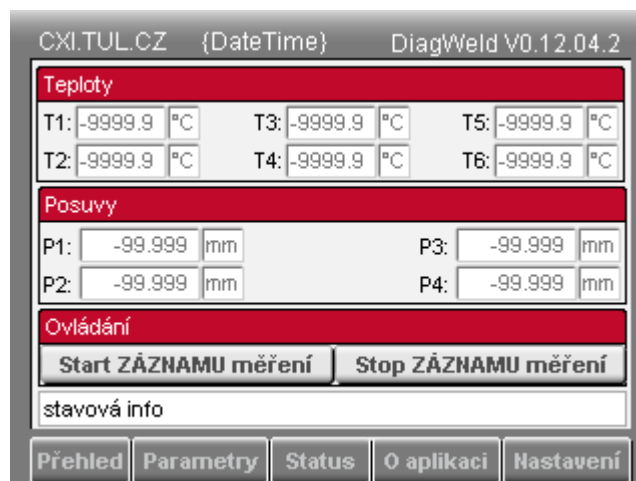 CXI.TUL.CZ {DateTime} DiagWeld V0.12.04.2
Teploty
T1: -9999.9 °C T3: -9999.9 °C T5: -9999.9 °C
T2: -9999.9 °C T4: -9999.9 °C T6: -9999.9 °C
Posuvy
P1: -99.999 mm P3: -99.999 mm
P2: -99.999 mm P4: -99.999 mm
Ovládání
Start ZÁZNAMU měření Stop ZÁZNAMU měření
stavová info
Přehled Parametry Status O aplikaci Nastavení